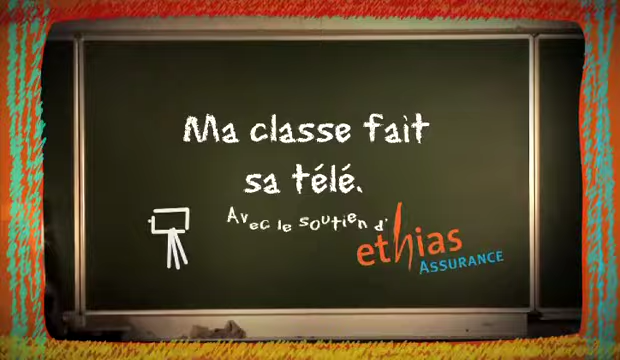 Ma classe fait
sa télé.
Avec le soutien d'
ethias
ASSURANCE